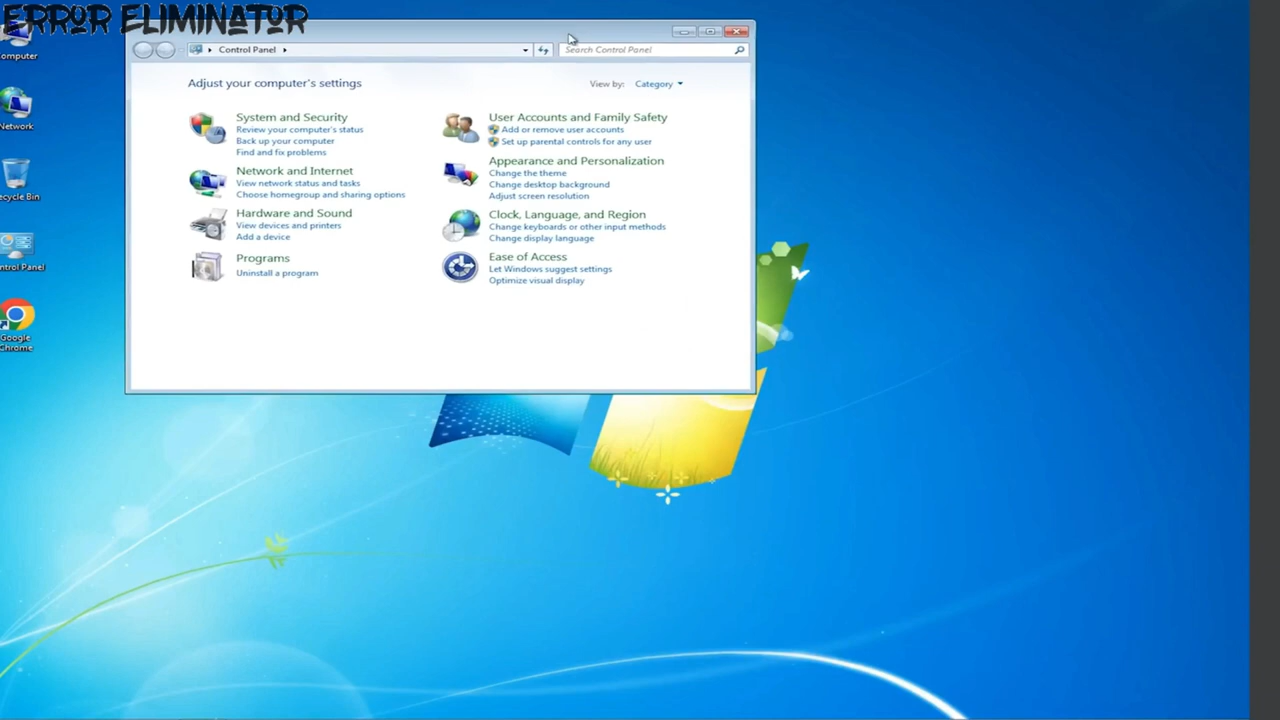 ERROR ELIMINATOR
omputer
Network
ecycle Bin
ntrol Panel
Google
Chrome
Control Panel
Search Control Panel
Adjust your computer's settings
View by: Category
System and Security
Review your computer's status
Back up your computer
Find and fix problems
Network and Internet
View network status and tasks
Choose homegroup and sharing options
Hardware and Sound
View devices and printers
Add a device
Programs
Uninstall a program
User Accounts and Family Safety
Add or remove user accounts
Set up parental controls for any user
Appearance and Personalization
Change the theme
Change desktop background
Adjust screen resolution
Clock, Language, and Region
Change keyboards or other input methods
Change display language
Ease of Access
Let Windows suggest settings
Optimize visual display